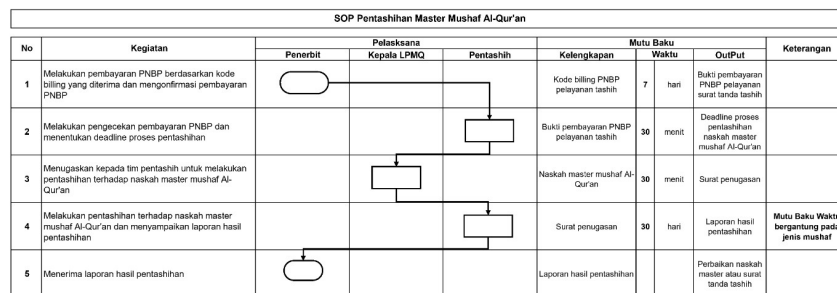 SOP Pentashihan Master Mushaf Al-Qur'an
No
Kegiatan
Pelaksana
Mutu Baku
Keterangan
Penerbit
Kepala LPMQ
Pentashih
Kelengkapan
Waktu
OutPut
1
Melakukan pembayaran PNBP berdasarkan kode
billing yang diterima dan mengonfirmasi pembayaran
PNBP
Kode billing PNBP
pelayanan tashih
7
hari
Bukti pembayaran
PNBP pelayanan
surat tanda tashih
2
Melakukan pengecekan pembayaran PNBP dan
menentukan deadline proses pentashihan
Bukti pembayaran PNBP
pelayanan tashih
30
menit
Deadline proses
pentashihan
naskah master
mushaf Al-Qur'an
3
Menugaskan kepada tim pentashih untuk melakukan
pentashihan terhadap naskah master mushaf Al-
Qur'an
Naskah master mushaf Al-
Qur'an
30
menit
Surat penugasan
4
Melakukan pentashihan terhadap naskah master
mushaf Al-Qur'an dan menyampaikan laporan hasil
pentashihan
Surat penugasan
30
hari
Laporan hasil
pentashihan
Mutu Baku Waktu
bergantung pada
jenis mushaf
5
Menerima laporan hasil pentashihan
Laporan hasil pentashihan
Perbaikan naskah
master atau surat
tanda tashih